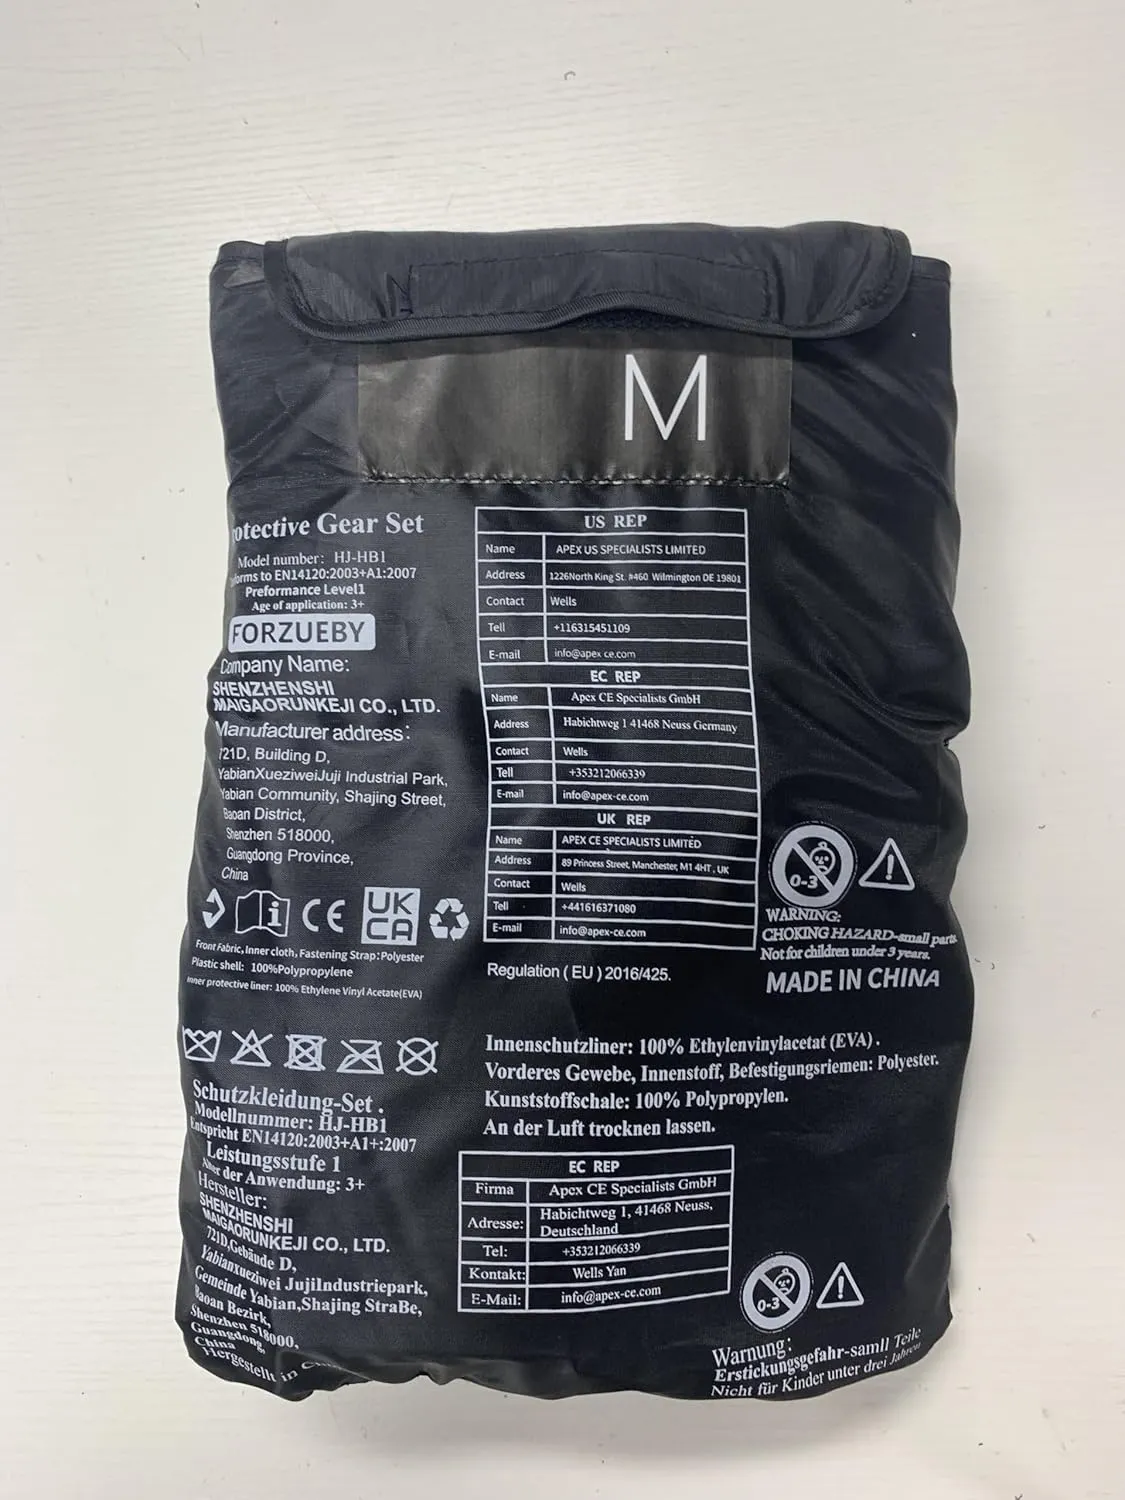 M
otective Gear Set
Model number: HJ-HB1
forms to EN14120:2003+A1:2007
Preformance Level1
Age of application: 3+
FORZUEBY
Company Name:
SHENZHENSHI
MAIGAORUNKEJI CO., LTD.
Manufacturer address:
721D, Building D,
YabianXueziweiJuji Industrial Park,
Yabian Community, Shajing Street,
Baoan District,
Shenzhen 518000,
Guangdong Province,
China
CE
UK
CA
Front Fabric, Inner cloth, Fastening Strap: Polyester
Plastic shell: 100%Polypropylene
nner protective liner: 100% Ethylene Vinyl Acetate(EVA)
US REP
Name APEX US SPECIALISTS LIMITED
Address 1226North King St. #460 Wilmington DE 19801
Contact Wells
Tell +116315451109
E-mail info@apex-ce.com
EC REP
Name Apex CE Specialists GmbH
Address Habichtweg 1 41468 Neuss Germany
Contact Wells
Tell +353212066339
E-mail info@apex-ce.com
UK REP
Name APEX CE SPECIALISTS LIMITED
Address 89 Princess Street, Manchester, M1 4HT , UK
Contact Wells
Tell +441616371080
E-mail info@apex-ce.com
Regulation ( EU ) 2016/425.
0-3
WARNING:
CHOKING HAZARD-small parts
Not for children under 3 years.
MADE IN CHINA
Schutzkleidung-Set .
Modellnummer: HJ-HB1
Entspricht EN14120:2003+A1+:2007
Leistungsstufe 1
Alter der Anwendung: 3+
Hersteller:
SHENZHENSHI
MAIGAORUNKEJI CO., LTD.
721D,Gebäude D,
Yabianxueziwei JujiIndustriepark,
Gemeinde Yabian,Shajing StraBe,
Baoan Bezirk,
Shenzhen 518000,
Guangdong,
China
Hergestellt in
Innenschutzliner: 100% Ethylenvinylacetat (EVA) .
Vorderes Gewebe, Innenstoff, Befestigungsriemen: Polyester.
Kunststoffschale: 100% Polypropylen.
An der Luft trocknen lassen.
EC REP
Firma Apex CE Specialists GmbH
Adresse: Habichtweg 1, 41468 Neuss,
Deutschland
Tel: +353212066339
Kontakt: Wells Yan
E-Mail: info@apex-ce.com
0-3
Warnung:
Erstickungsgefahr-samll Teile
Nicht für Kinder unter drei Jahren